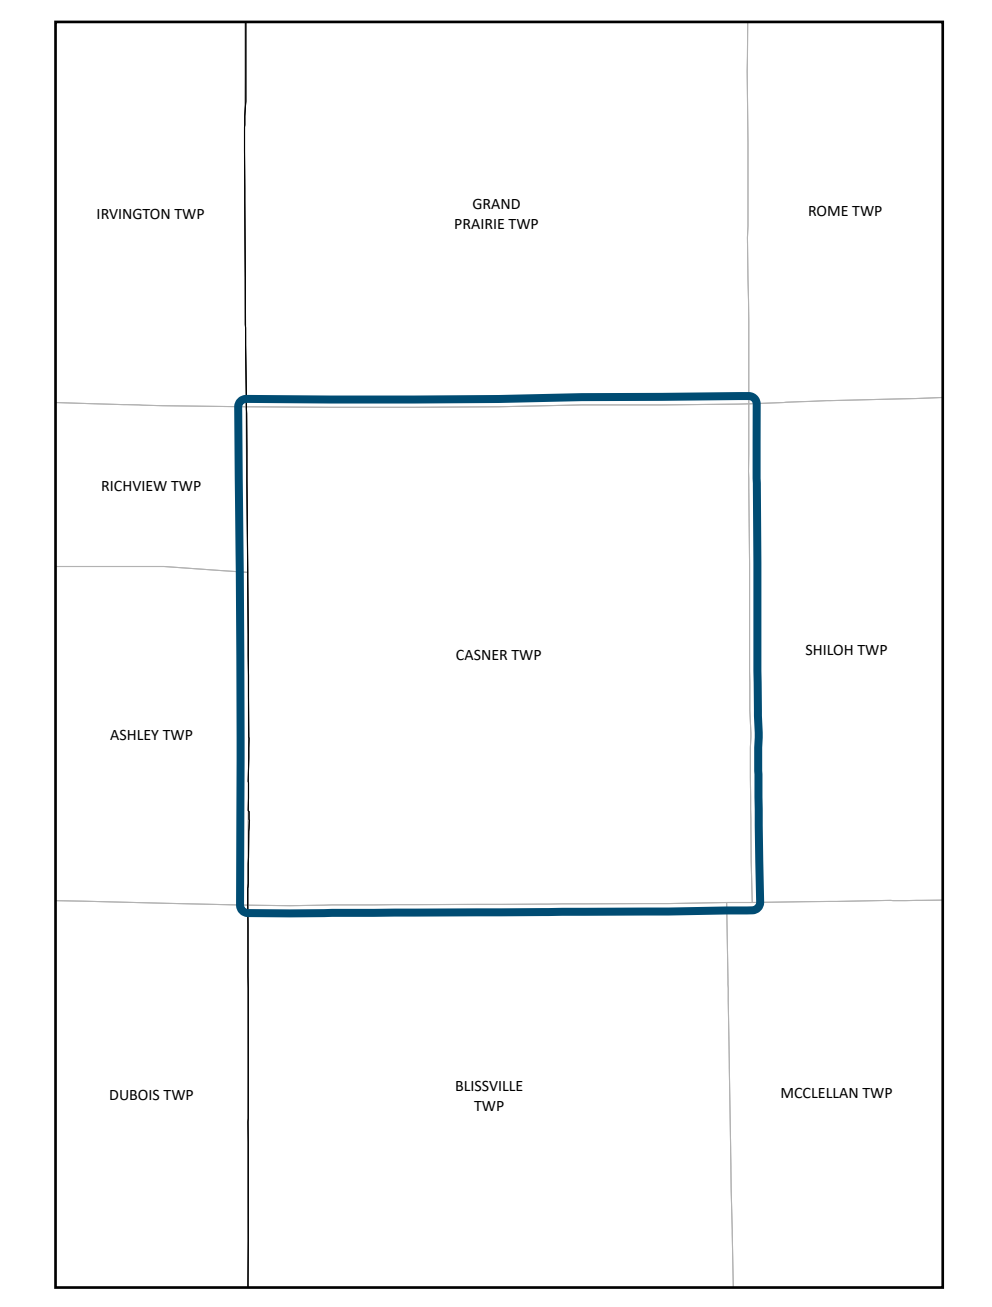 IRVINGTON TWP
GRAND
PRAIRIE TWP
ROME TWP
RICHVIEW TWP
CASNER TWP
SHILOH TWP
ASHLEY TWP
DUBOIS TWP
BLISSVILLE
TWP
MCCLELLAN TWP